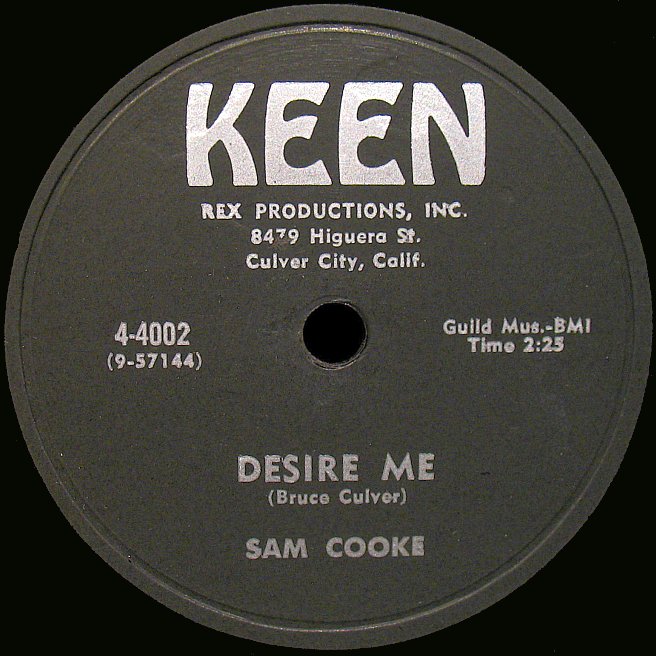 KEEN
REX PRODUCTIONS, INC.
8479 Higuera St.
Culver City, Calif.
4-4002
(9-57144)
Guild Mus.-BMI
Time 2:25
DESIRE ME
(Bruce Culver)
SAM COOKE